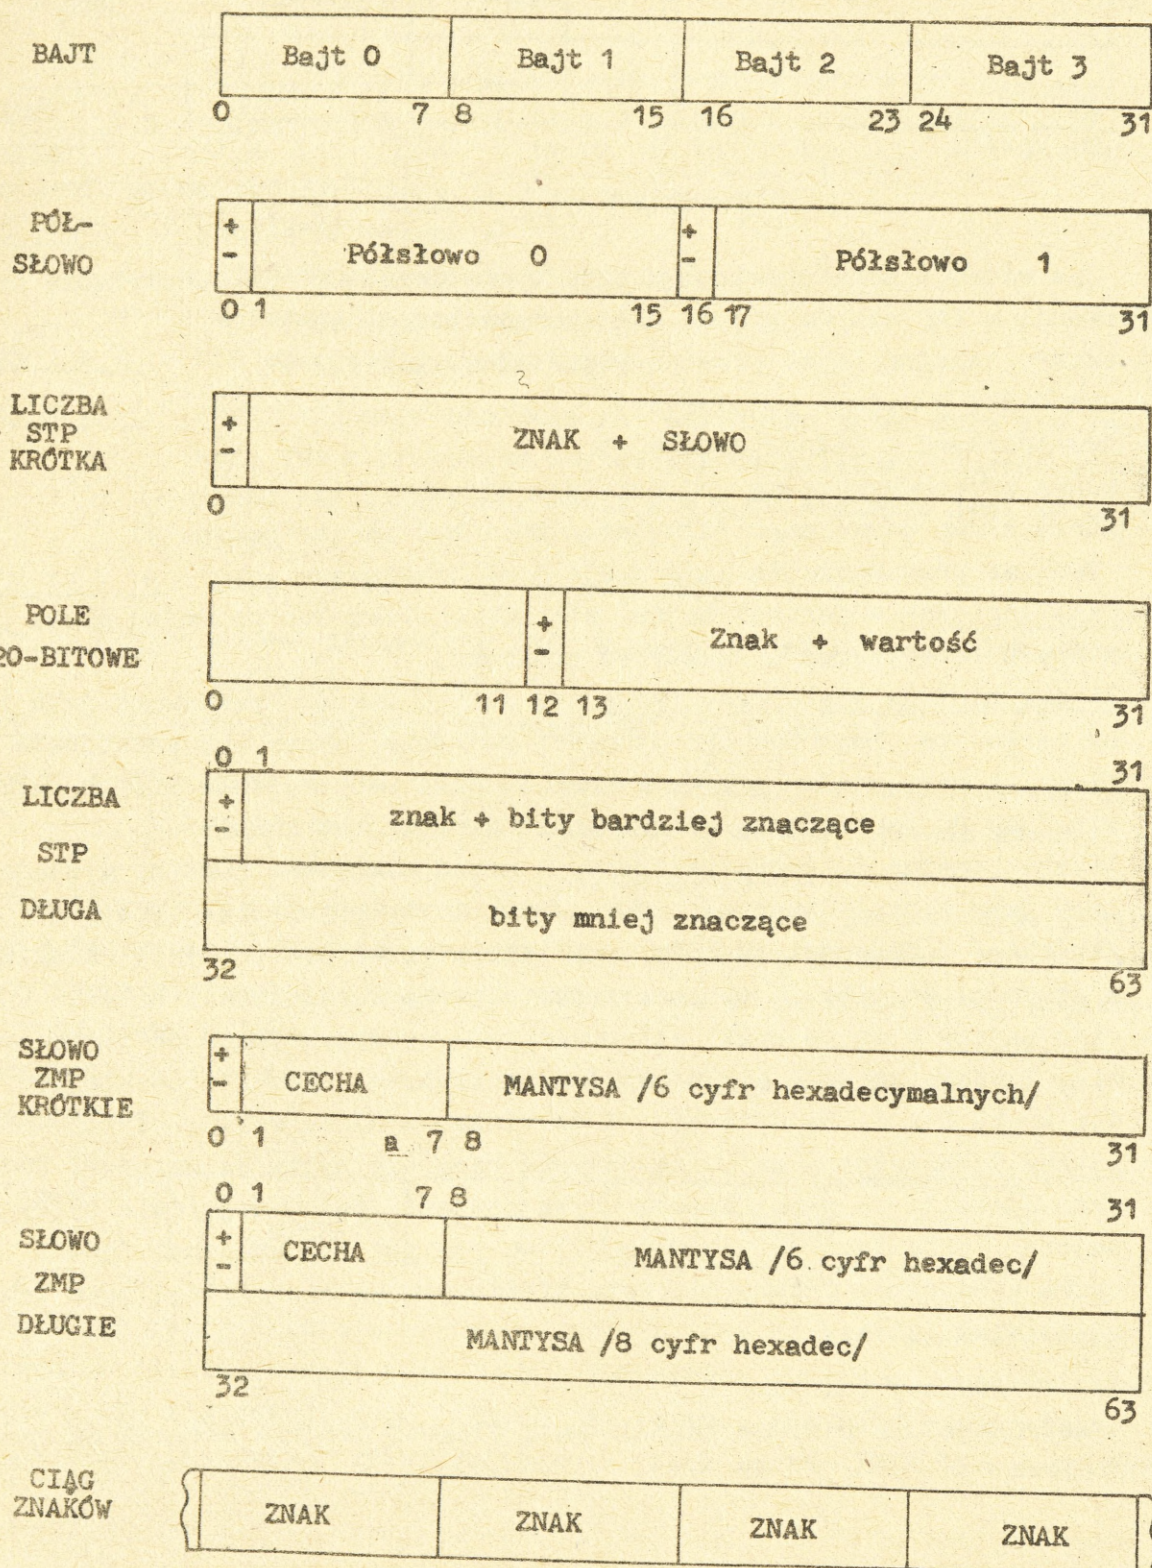 BAJT
Bajt 0 Bajt 1 Bajt 2 Bajt 3
0 7 8 15 16 23 24 31
PÓŁ-
SŁOWO
+ +
- -
Półsłowo 0 Półsłowo 1
0 1 15 16 17 31
LICZBA
STP
KRÓTKA
+
-
ZNAK + SŁOWO
0 31
POLE
20-BITOWE
+
-
Znak + wartość
0 11 12 13 31
0 1 31
LICZBA
STP
DŁUGA
+
-
znak + bity bardziej znaczące
bity mniej znaczące
32 63
SŁOWO
ZMP
KRÓTKIE
+
-
CECHA MANTYSA /6 cyfr hexadecymalnych/
0 1 a 7 8 31
0 1 7 8 31
SŁOWO
ZMP
DŁUGIE
+
-
CECHA MANTYSA /6 cyfr hexadec/
MANTYSA /8 cyfr hexadec/
32 63
CIĄG
ZNAKÓW
ZNAK ZNAK ZNAK ZNAK